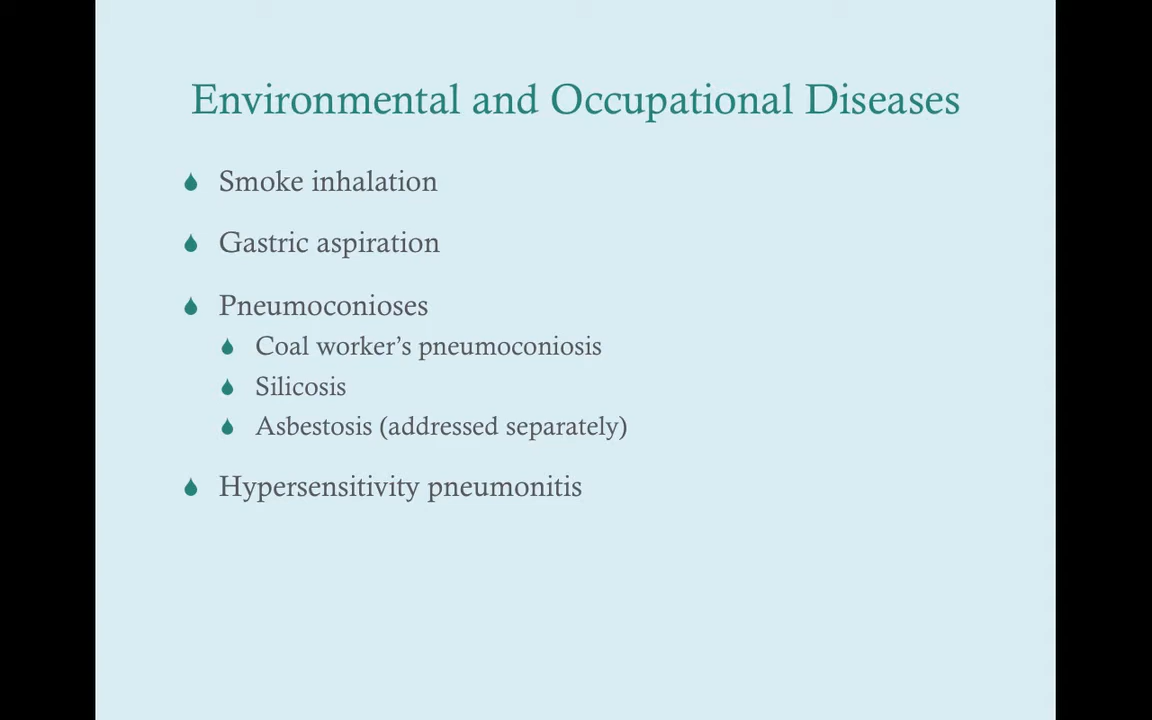 Environmental and Occupational Diseases
Smoke inhalation
Gastric aspiration
Pneumoconioses
Coal worker’s pneumoconiosis
Silicosis
Asbestosis (addressed separately)
Hypersensitivity pneumonitis